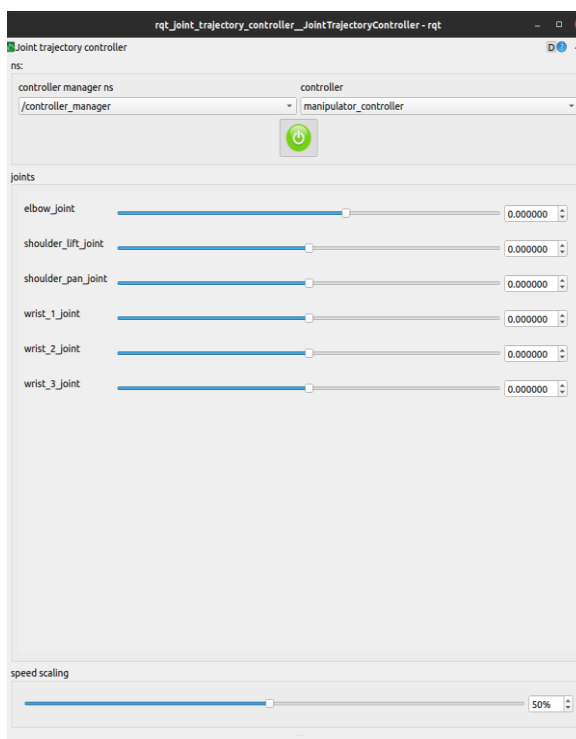 rqt_joint_trajectory_controller__JointTrajectoryController - rqt
Joint trajectory controller
D
ns:
controller manager ns controller
/controller_manager manipulator_controller
joints
elbow_joint 0.000000
shoulder_lift_joint 0.000000
shoulder_pan_joint 0.000000
wrist_1_joint 0.000000
wrist_2_joint 0.000000
wrist_3_joint 0.000000
speed scaling
50%